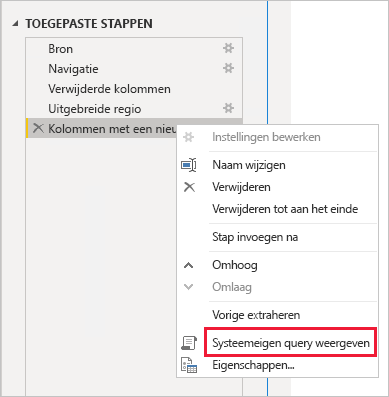 TOEGEPASTE STAPPEN
Bron
Navigatie
Verwijderde kolommen
Uitgebreide regio
Kolommen met een nieu
Instellingen bewerken
Naam wijzigen
Verwijderen
Verwijderen tot aan het einde
Stap invoegen na
Omhoog
Omlaag
Vorige extraheren
Systeemeigen query weergeven
Eigenschappen...